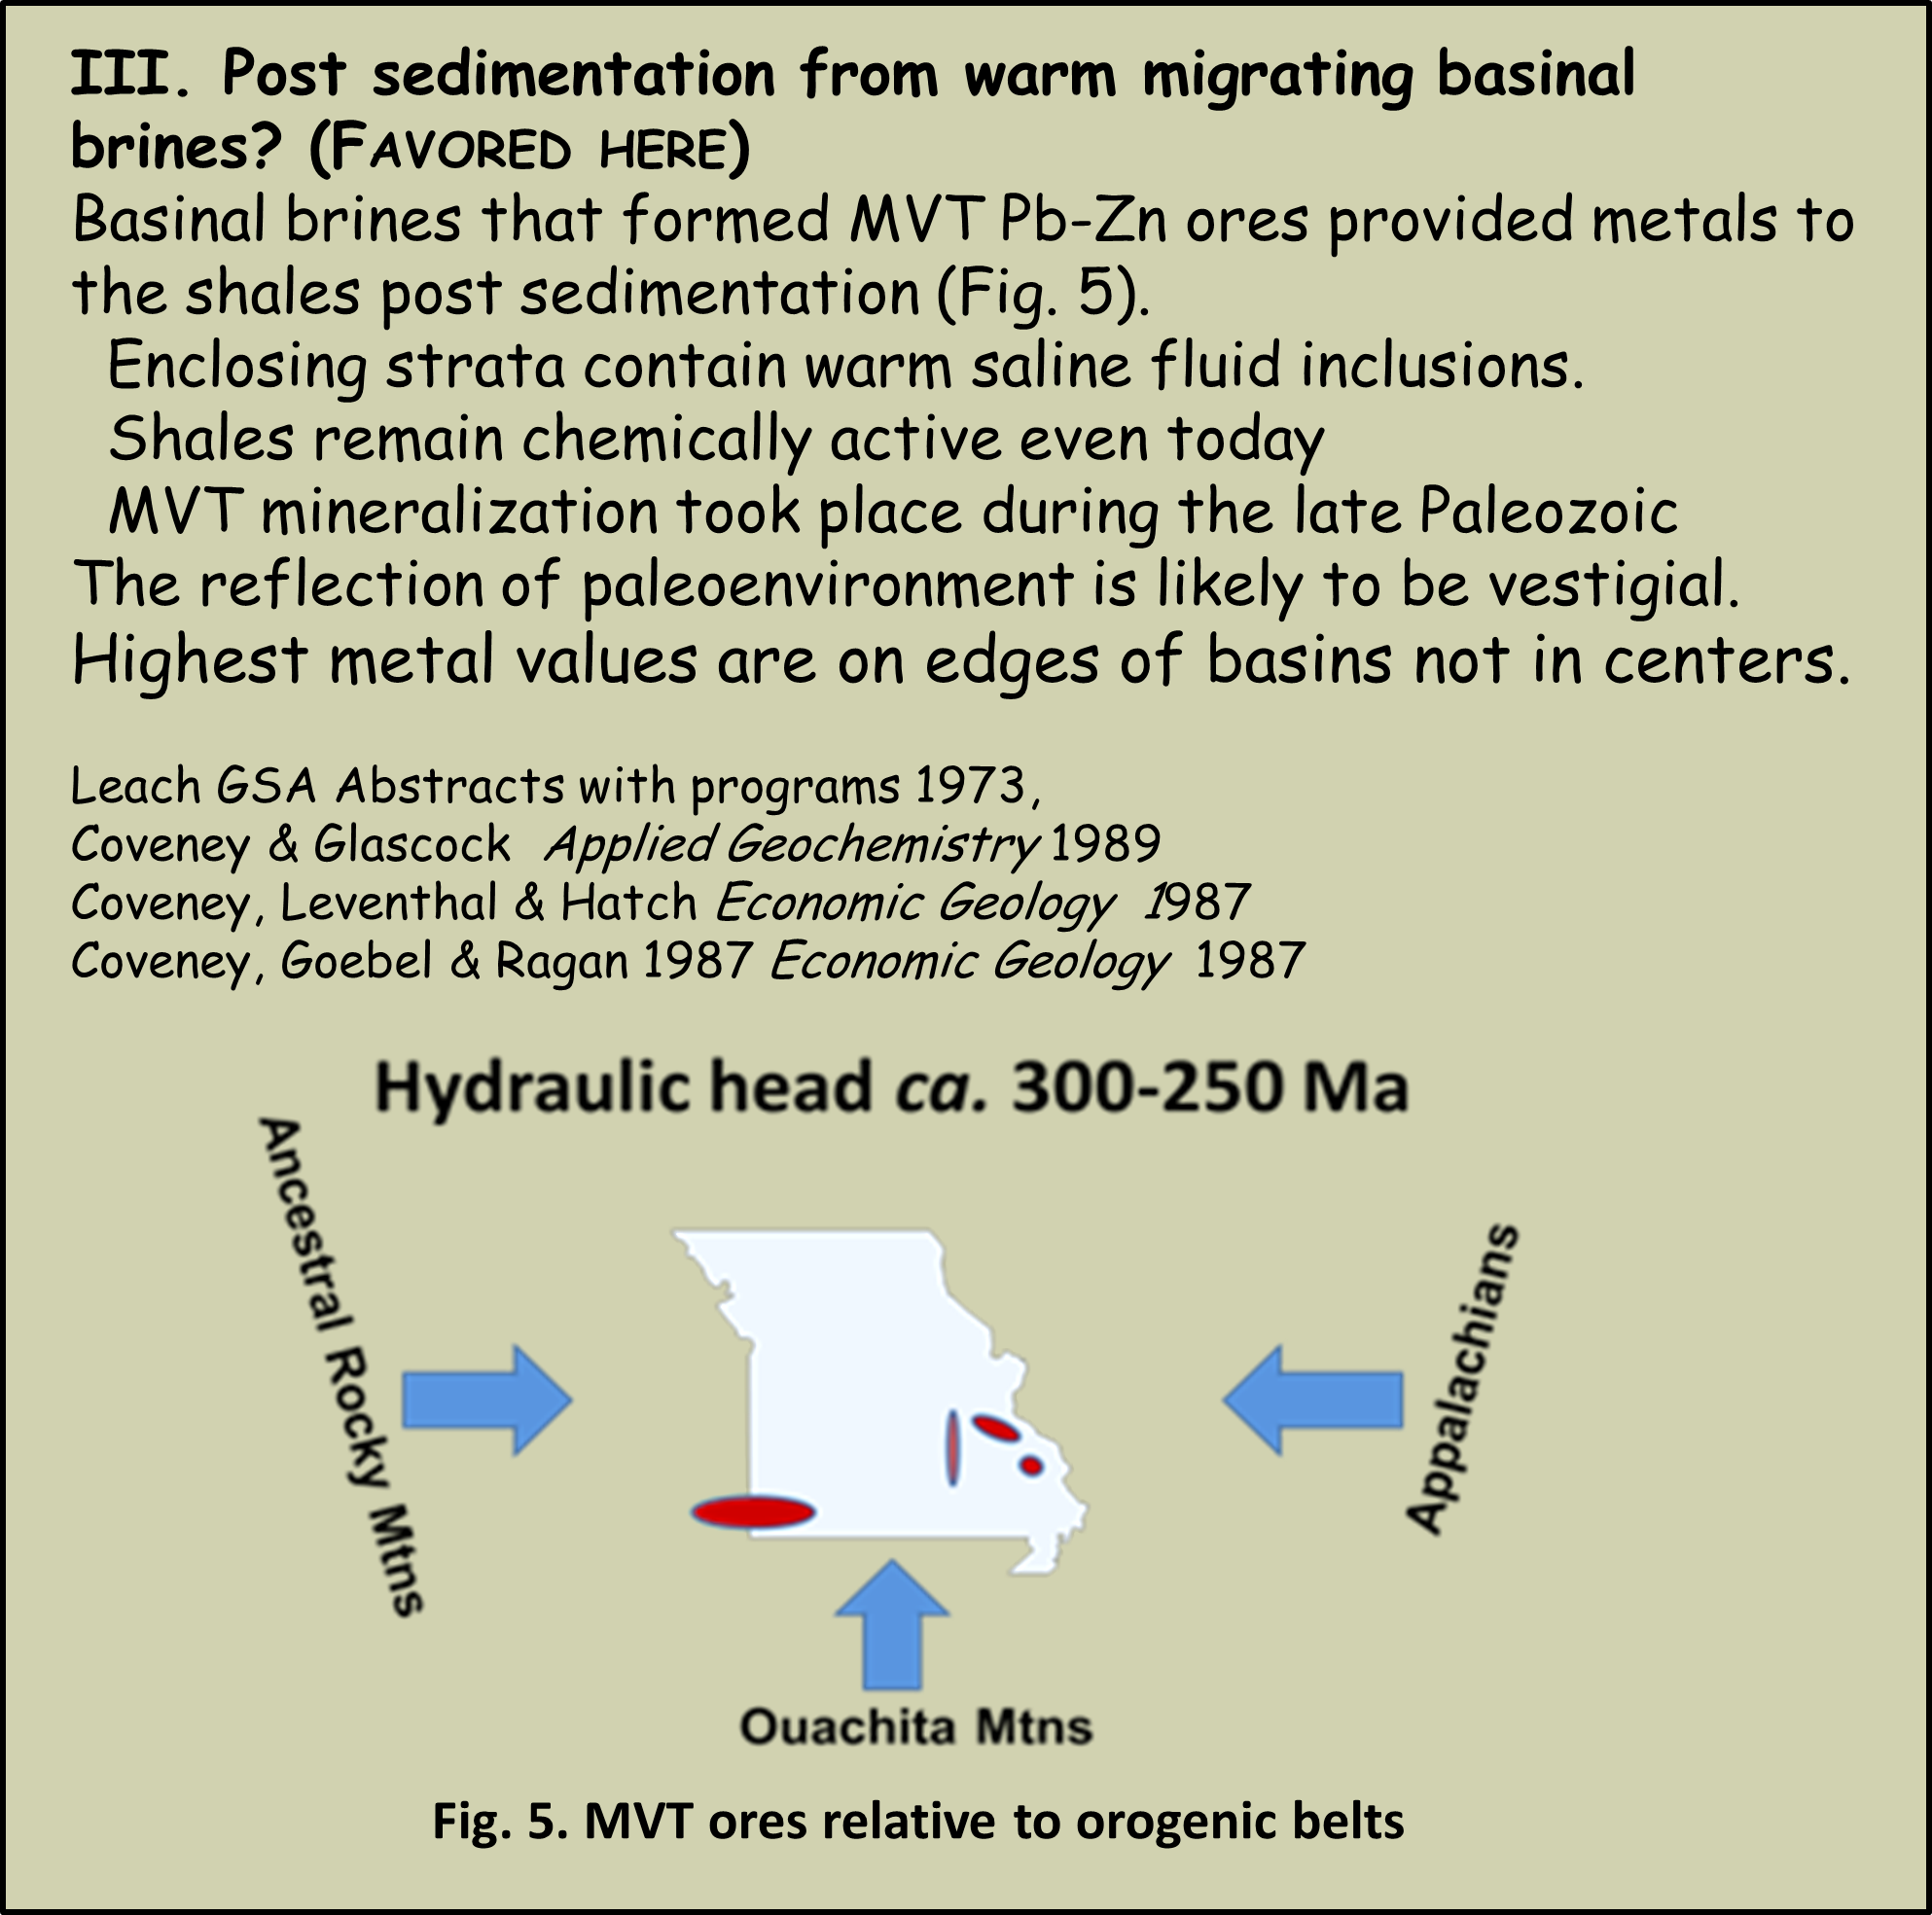 III. Post sedimentation from warm migrating basinal
brines? (FAVORED HERE)
Basinal brines that formed MVT Pb-Zn ores provided metals to
the shales post sedimentation (Fig. 5).
Enclosing strata contain warm saline fluid inclusions.
Shales remain chemically active even today
MVT mineralization took place during the late Paleozoic
The reflection of paleoenvironment is likely to be vestigial.
Highest metal values are on edges of basins not in centers.
Leach GSA Abstracts with programs 1973,
Coveney & Glascock Applied Geochemistry 1989
Coveney, Leventhal & Hatch Economic Geology 1987
Coveney, Goebel & Ragan 1987 Economic Geology 1987
Hydraulic head ca. 300-250 Ma
Ancestral Rocky Mtns
Appalachians
Ouachita Mtns
Fig. 5. MVT ores relative to orogenic belts